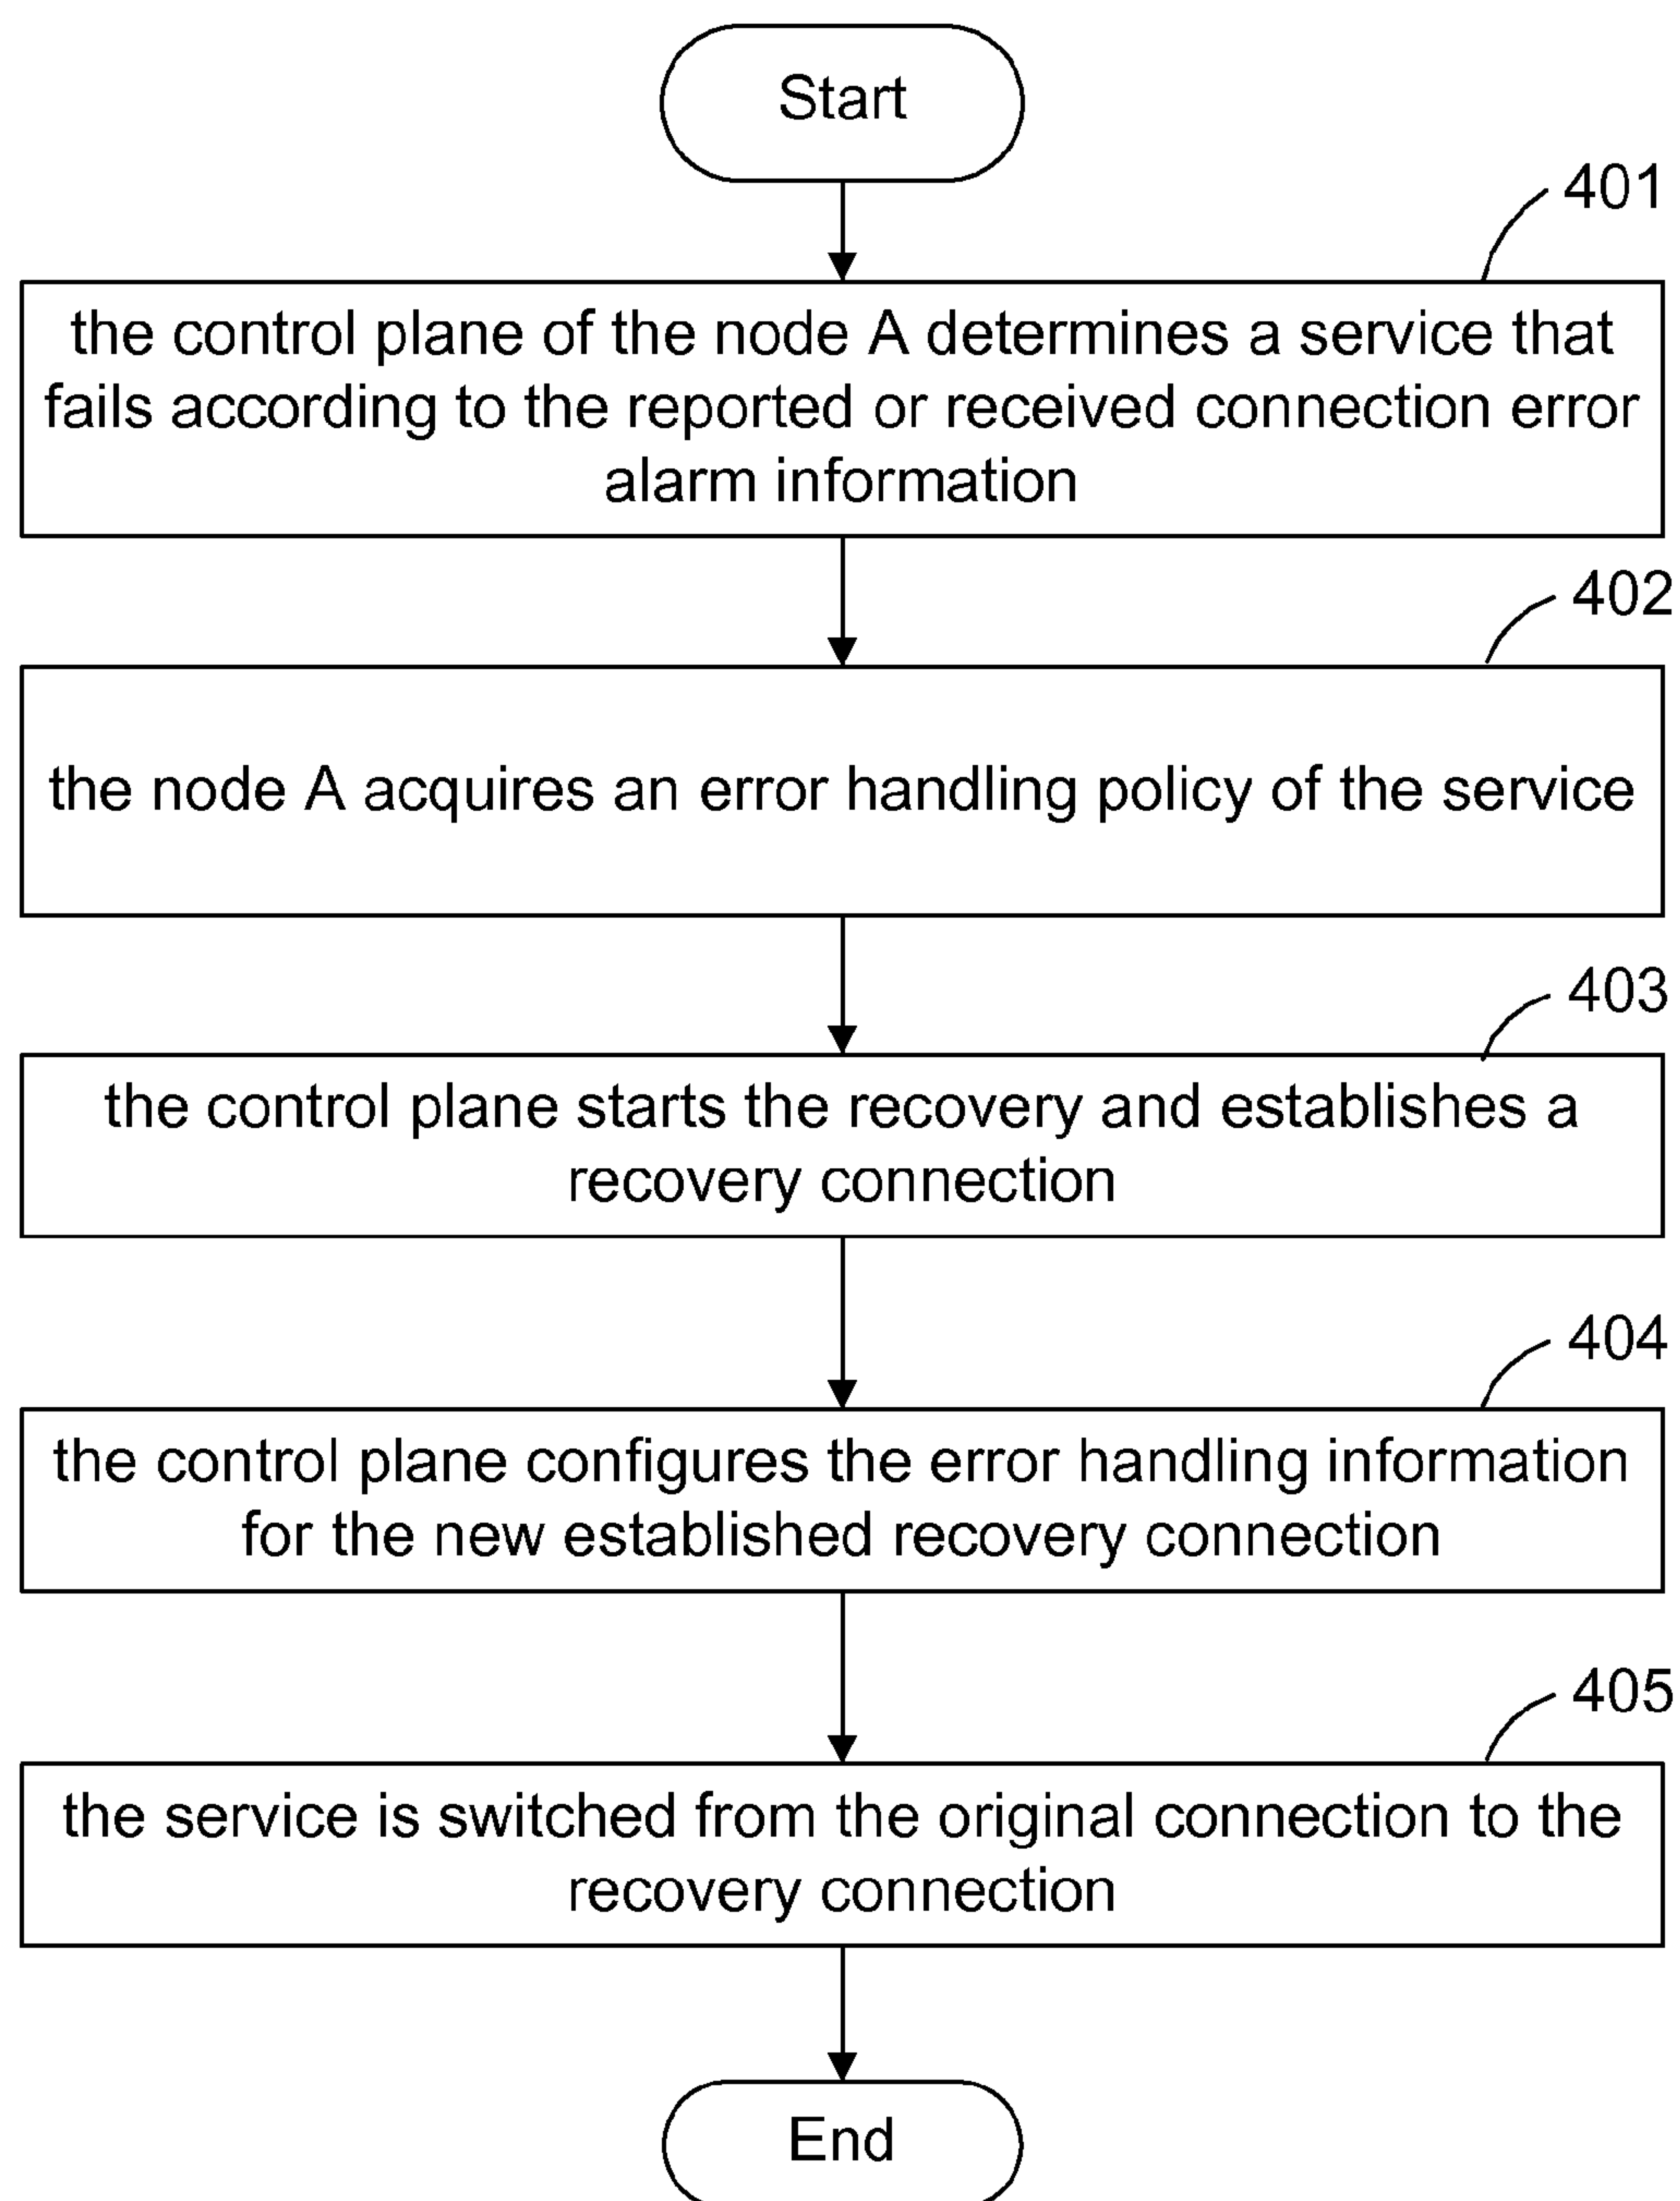 Start
401
the control plane of the node A determines a service that
fails according to the reported or received connection error
alarm information
402
the node A acquires an error handling policy of the service
403
the control plane starts the recovery and establishes a
recovery connection
404
the control plane configures the error handling information
for the new established recovery connection
405
the service is switched from the original connection to the
recovery connection
End